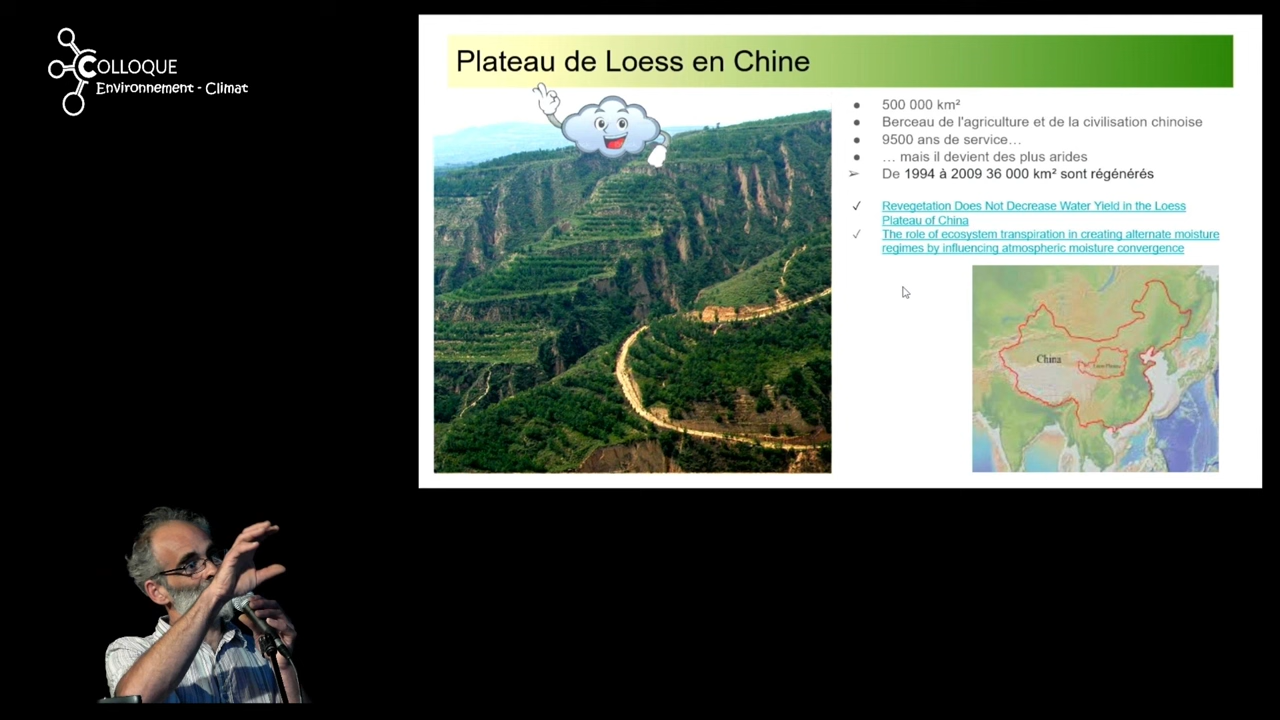 COLLOQUE
Environnement - Climat
Plateau de Loess en Chine
500 000 km²
Berceau de l'agriculture et de la civilisation chinoise
9500 ans de service…
… mais il devient des plus arides
De 1994 à 2009 36 000 km² sont régénérés
Revegetation Does Not Decrease Water Yield in the Loess
Plateau of China
The role of ecosystem transpiration in creating alternate moisture
regimes by influencing atmospheric moisture convergence
China
Loess Plateau